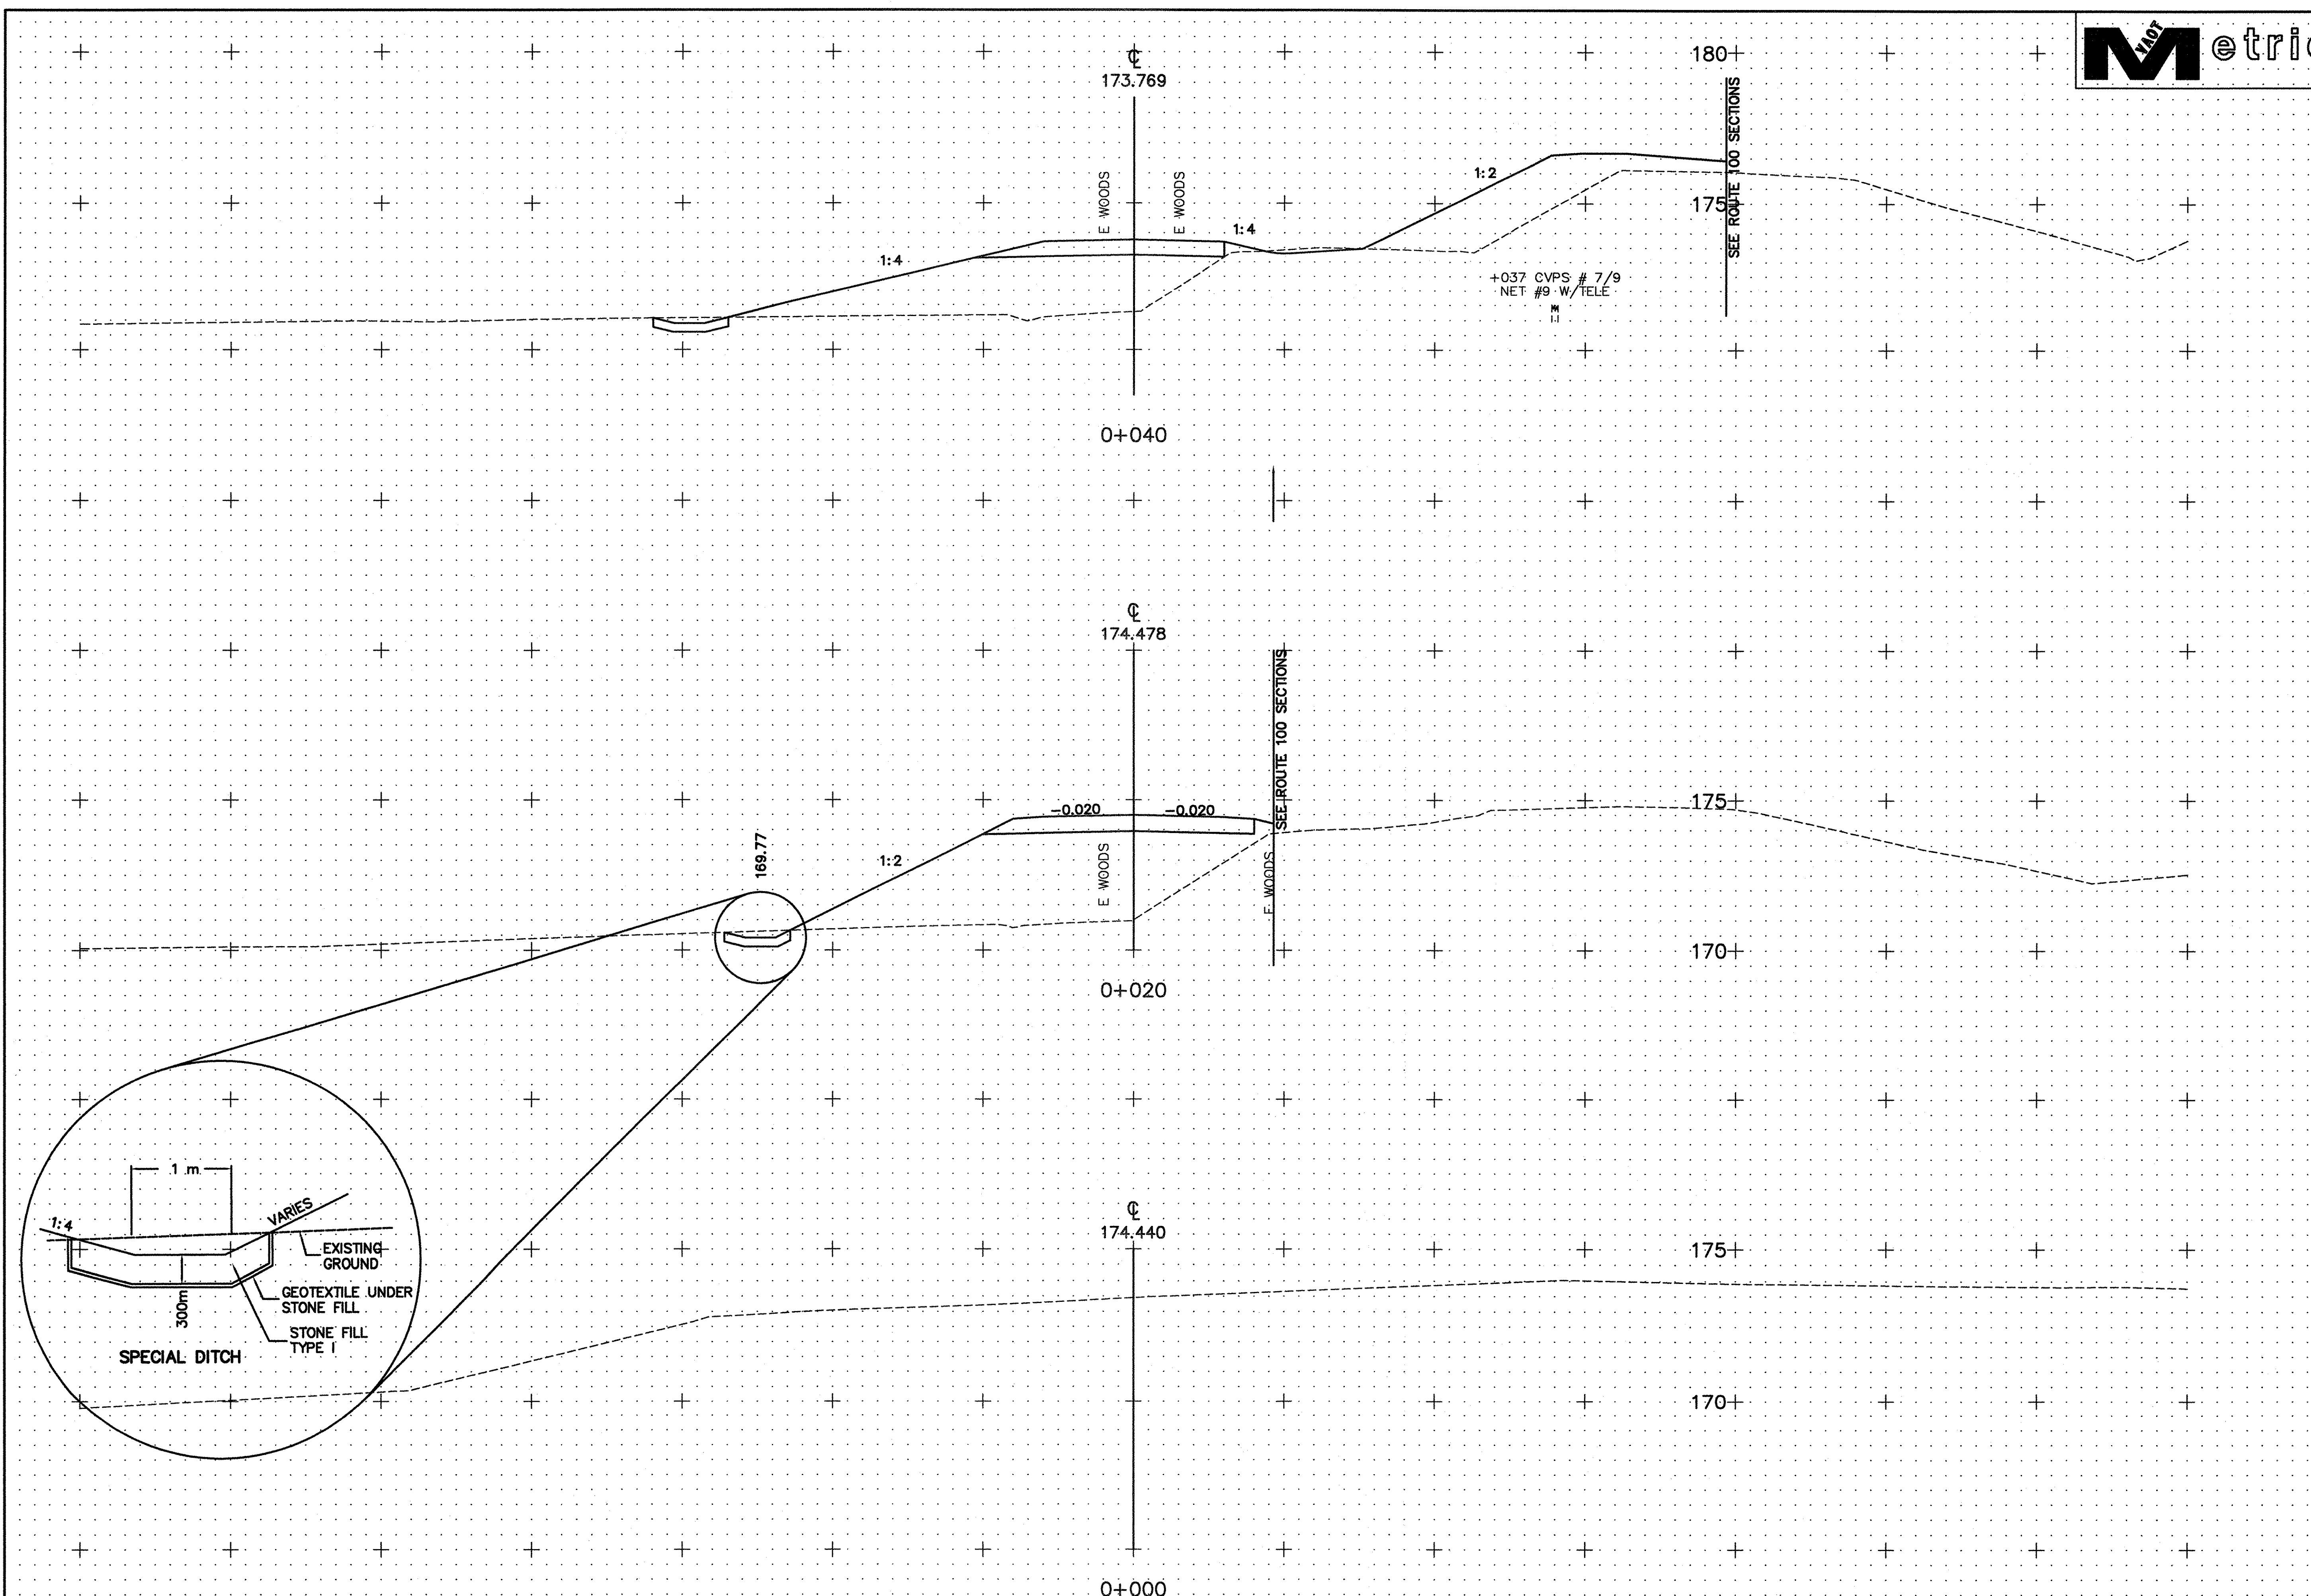 VAOT
Metric
℄
173.769
180
SEE ROUTE 100 SECTIONS
E WOODS
E WOODS
1:4
1:4
1:2
175
+037 CVPS # 7/9
NET #9 W/TELE
0+040
℄
174.478
SEE ROUTE 100 SECTIONS
-0.020
-0.020
175
169.77
1:2
E WOODS
E WOODS
170
0+020
1 m
1:4
VARIES
EXISTING
GROUND
GEOTEXTILE UNDER
STONE FILL
300m
STONE FILL
TYPE I
SPECIAL DITCH
℄
174.440
175
170
0+000